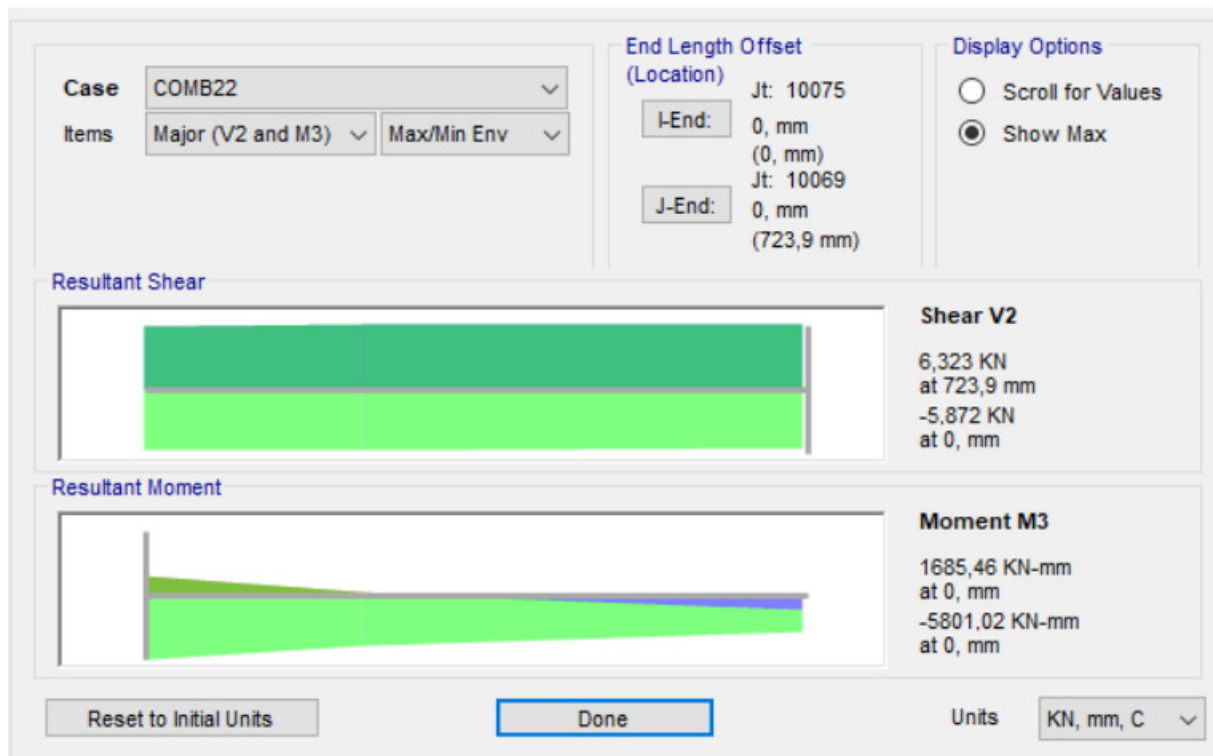 Case
COMB22
Items
Major (V2 and M3)
Max/Min Env
End Length Offset
(Location)
I-End:
Jt: 10075
0, mm
(0, mm)
J-End:
Jt: 10069
0, mm
(723,9 mm)
Display Options
Scroll for Values
Show Max
Resultant Shear
Shear V2
6,323 KN
at 723,9 mm
-5,872 KN
at 0, mm
Resultant Moment
Moment M3
1685,46 KN-mm
at 0, mm
-5801,02 KN-mm
at 0, mm
Reset to Initial Units
Done
Units
KN, mm, C